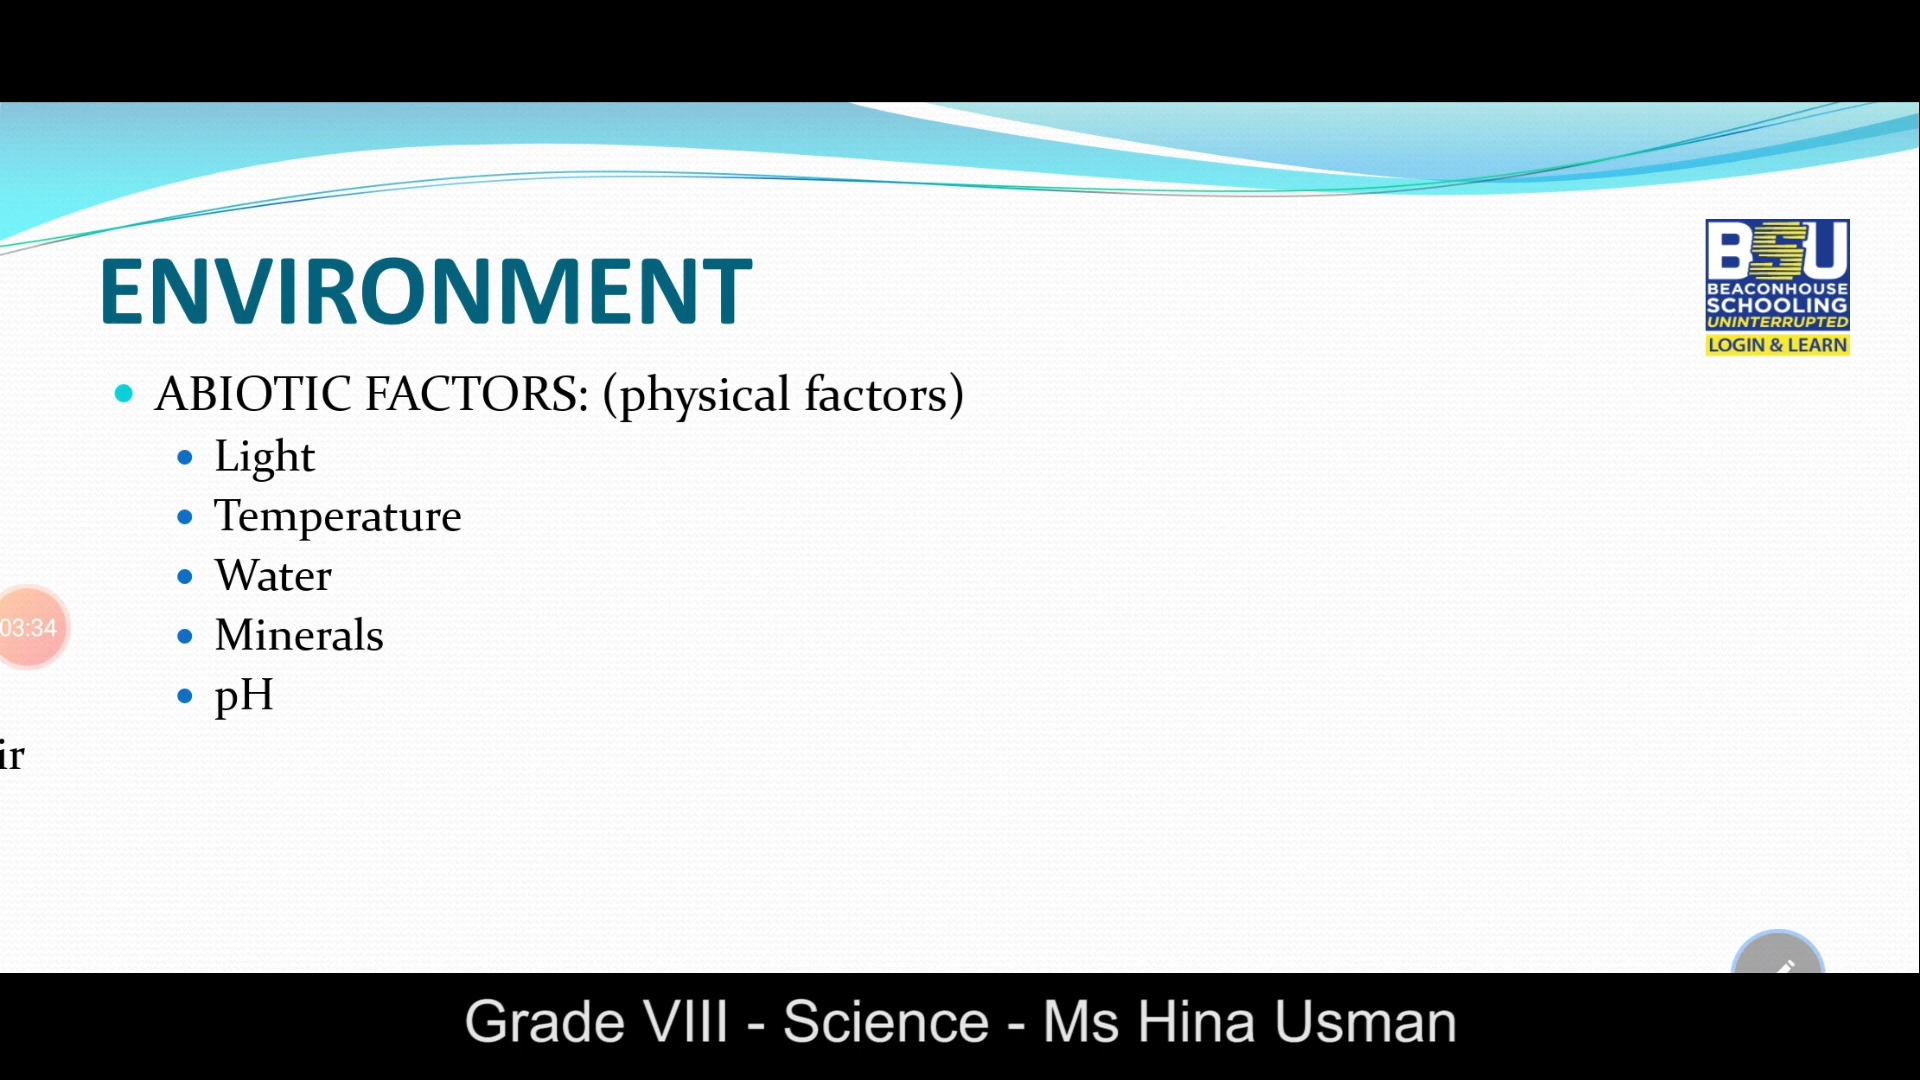 BSU
BEACONHOUSE
SCHOOLING
UNINTERRUPTED
LOGIN & LEARN
ENVIRONMENT
ABIOTIC FACTORS: (physical factors)
Light
Temperature
Water
03:34
Minerals
pH
ir
Grade VIII - Science - Ms Hina Usman